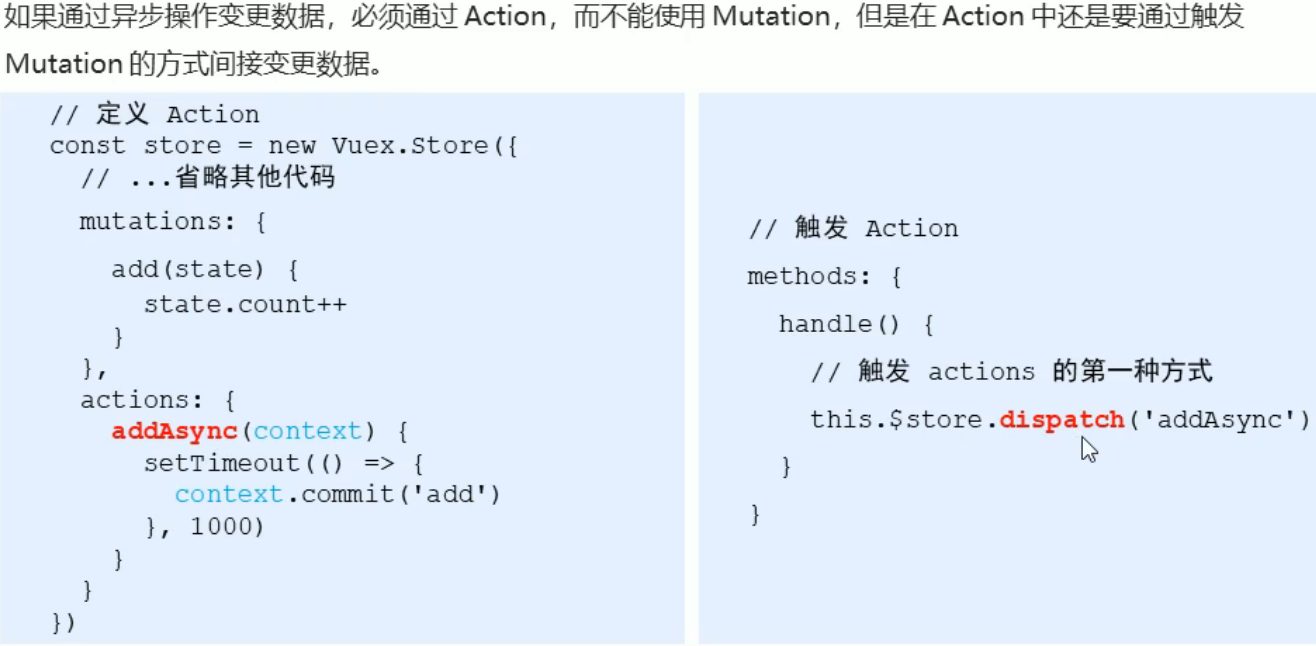 如果通过异步操作变更数据，必须通过 Action，而不能使用 Mutation，但是在 Action 中还是要通过触发
Mutation 的方式间接变更数据。
// 定义 Action
const store = new Vuex.Store({
// ...省略其他代码
mutations: {
add(state) {
state.count++
}
},
actions: {
addAsync(context) {
setTimeout(() => {
context.commit('add')
}, 1000)
}
}
})
// 触发 Action
methods: {
handle() {
// 触发 actions 的第一种方式
this.$store.dispatch('addAsync')
}
}